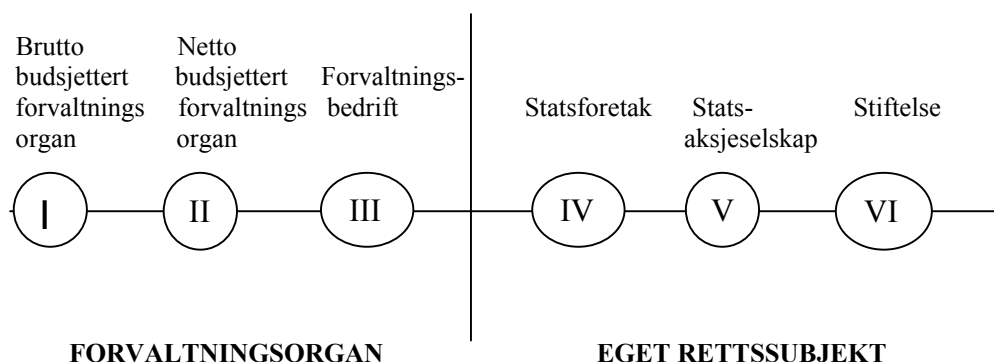 Brutto
budsjettert
forvaltnings
organ
Netto
budsjettert
forvaltnings
organ
Forvaltnings-
bedrift
Statsforetak
Stats-
aksjeselskap
Stiftelse
I
II
III
IV
V
VI
FORVALTNINGSORGAN
EGET RETTSSUBJEKT